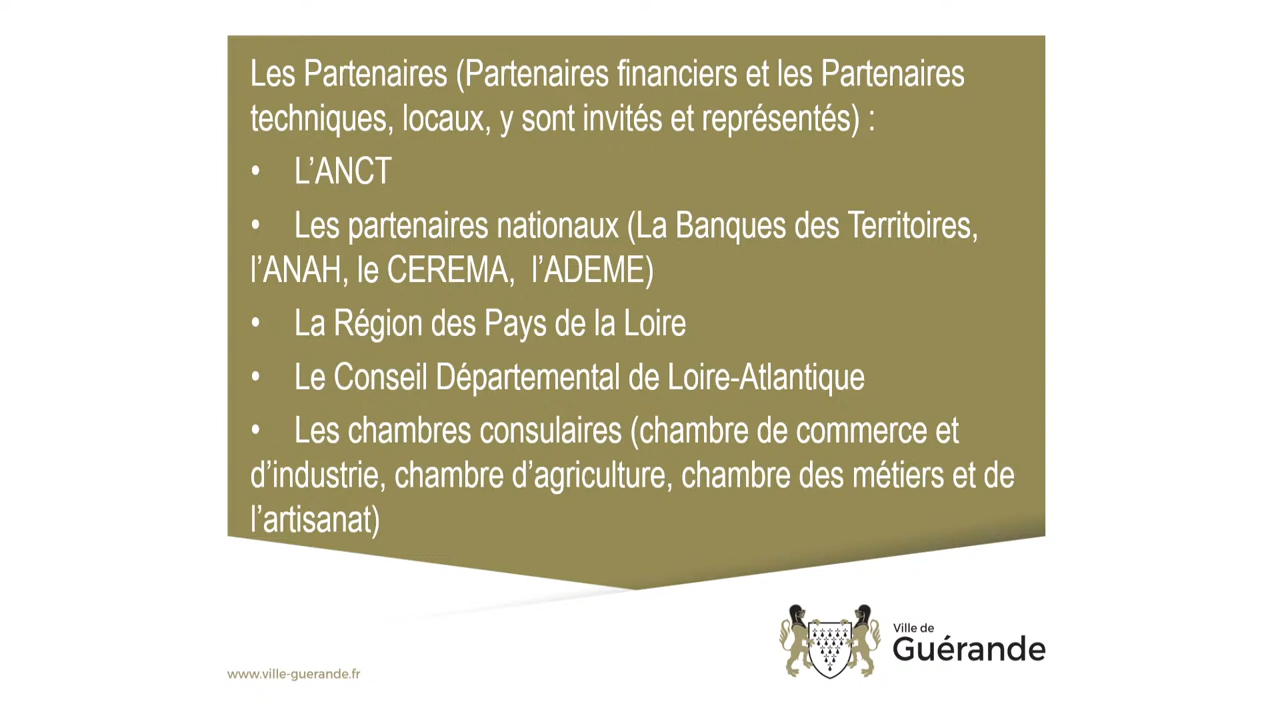 Les Partenaires (Partenaires financiers et les Partenaires
techniques, locaux, y sont invités et représentés) :
• L’ANCT
• Les partenaires nationaux (La Banques des Territoires,
l’ANAH, le CEREMA, l’ADEME)
• La Région des Pays de la Loire
• Le Conseil Départemental de Loire-Atlantique
• Les chambres consulaires (chambre de commerce et
d’industrie, chambre d’agriculture, chambre des métiers et de
l’artisanat)
Ville de
Guérande
www.ville-guerande.fr